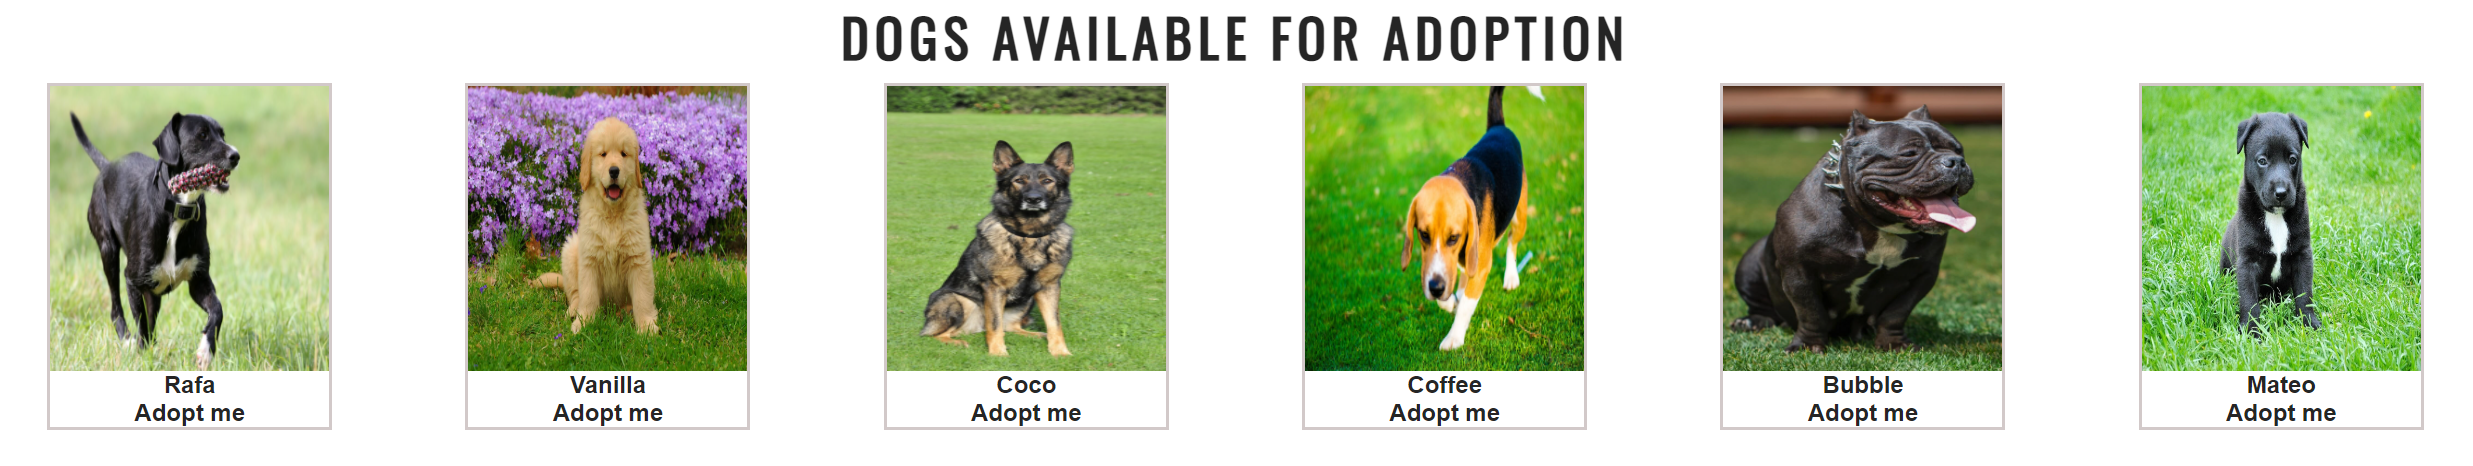 DOGS AVAILABLE FOR ADOPTION
Rafa
Adopt me
Vanilla
Adopt me
Coco
Adopt me
Coffee
Adopt me
Bubble
Adopt me
Mateo
Adopt me